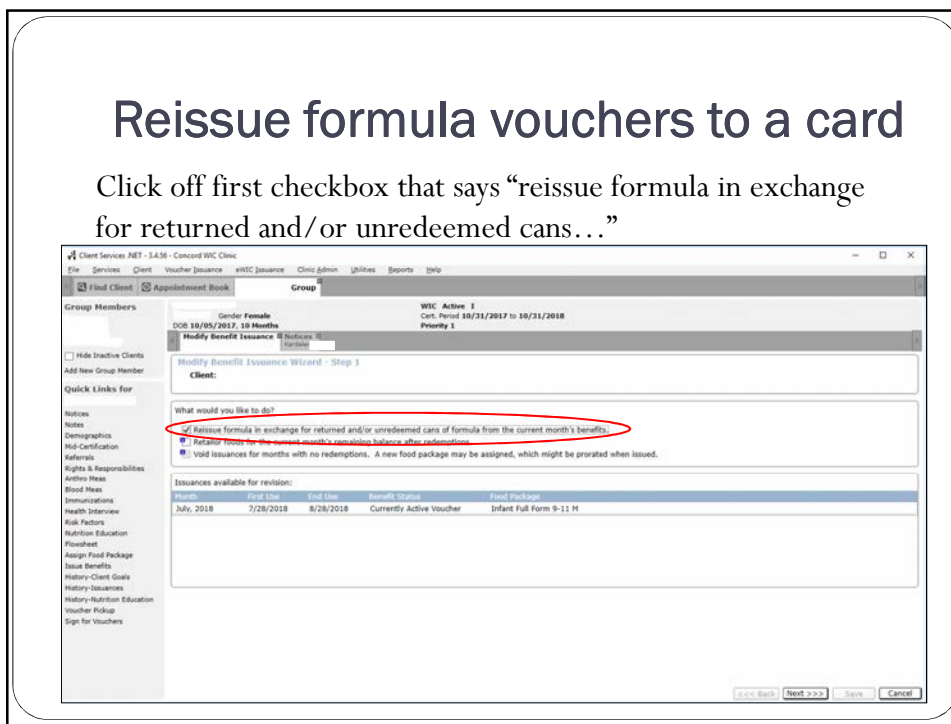 Reissue formula vouchers to a card
Click off first checkbox that says “reissue formula in exchange
for returned and/or unredeemed cans…”
Client Services .NET - 3.4.56 - Concord WIC Clinic
File Services Client Voucher Issuance eWIC Issuance Clinic Admin Utilities Reports Help
Find Client Appointment Book Group
Group Members
WIC Active I
Gender Female Cert. Period 10/31/2017 to 10/31/2018
DOB 10/05/2017, 10 Months Priority 1
Modify Benefit Issuance Notices
Hide Inactive Clients
Add New Group Member
Modify Benefit Issuance Wizard - Step 1
Client:
Quick Links for
Notices
Notes
Demographics
Mid-Certification
Referrals
Rights & Responsibilities
Anthro Meas
Blood Meas
Immunizations
Health Interview
Risk Factors
Nutrition Education
Flowsheet
Assign Food Package
Issue Benefits
History-Client Goals
History-Issuances
History-Nutrition Education
Voucher Pickup
Sign for Vouchers
What would you like to do?
Reissue formula in exchange for returned and/or unredeemed cans of formula from the current month's benefits.
Retailor foods for the current month's remaining balance after redemptions.
Void issuances for months with no redemptions. A new food package may be assigned, which might be prorated when issued.
Issuances available for revision:
Month First Use End Use Benefit Status Food Package
July, 2018 7/28/2018 8/28/2018 Currently Active Voucher Infant Full Form 9-11 M
<<< Back Next >>> Save Cancel